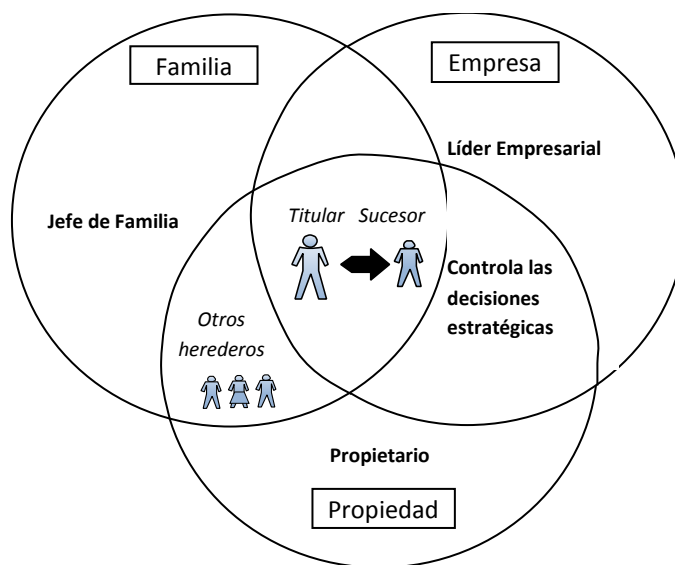 Familia
Empresa
Líder Empresarial
Jefe de Familia
Titular Sucesor
Controla las
decisiones
estratégicas
Otros
herederos
Propietario
Propiedad